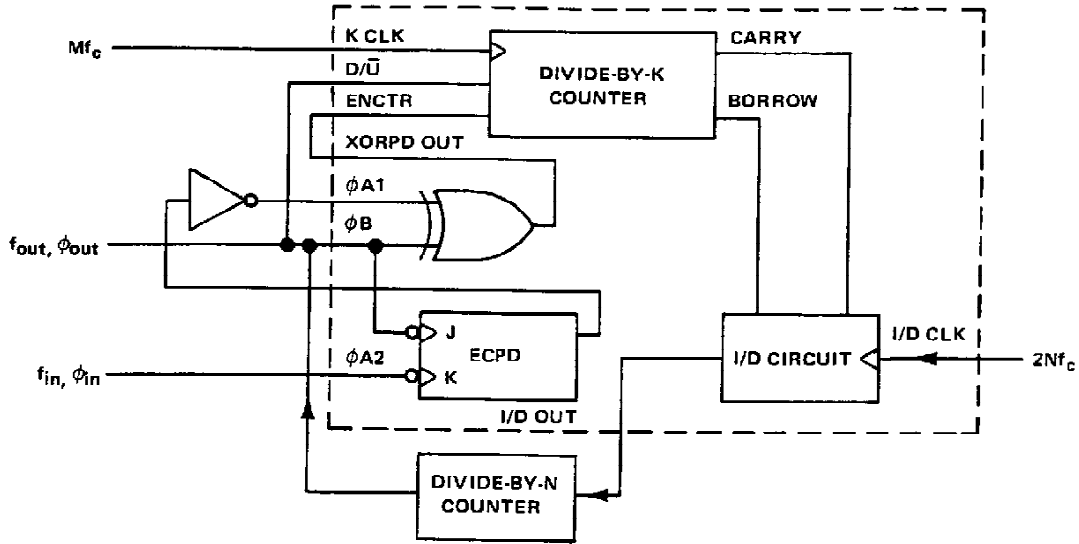 K CLK
CARRY
Mf_c
D/Ū
DIVIDE-BY-K
COUNTER
ENCTR
BORROW
XORPD OUT
ϕA1
ϕB
f_out, ϕ_out
J
ECPD
I/D CLK
ϕA2
I/D CIRCUIT
2Nf_c
f_in, ϕ_in
K
I/D OUT
DIVIDE-BY-N
COUNTER